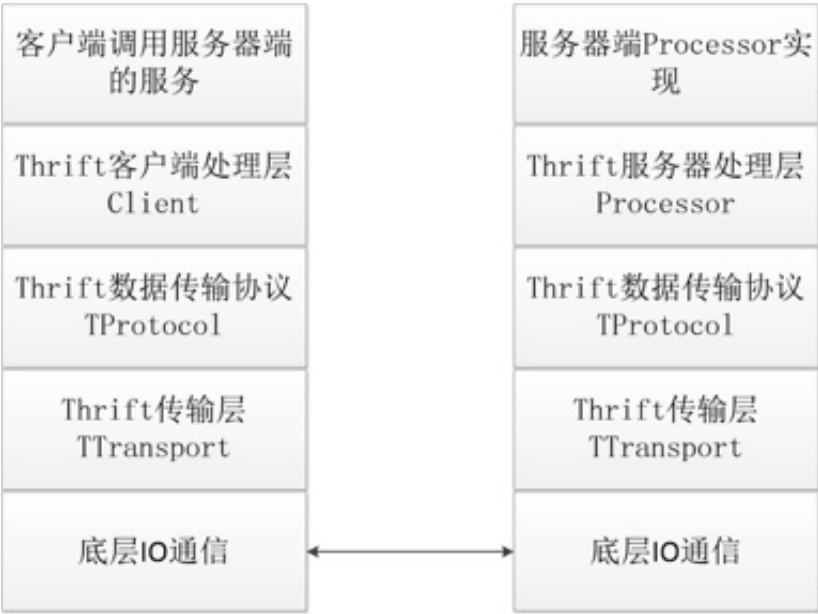 客户端调用服务器端
的服务
Thrift客户端处理层
Client
Thrift数据传输协议
TProtocol
Thrift传输层
TTransport
底层IO通信
服务器端Processor实
现
Thrift服务器处理层
Processor
Thrift数据传输协议
TProtocol
Thrift传输层
TTransport
底层IO通信